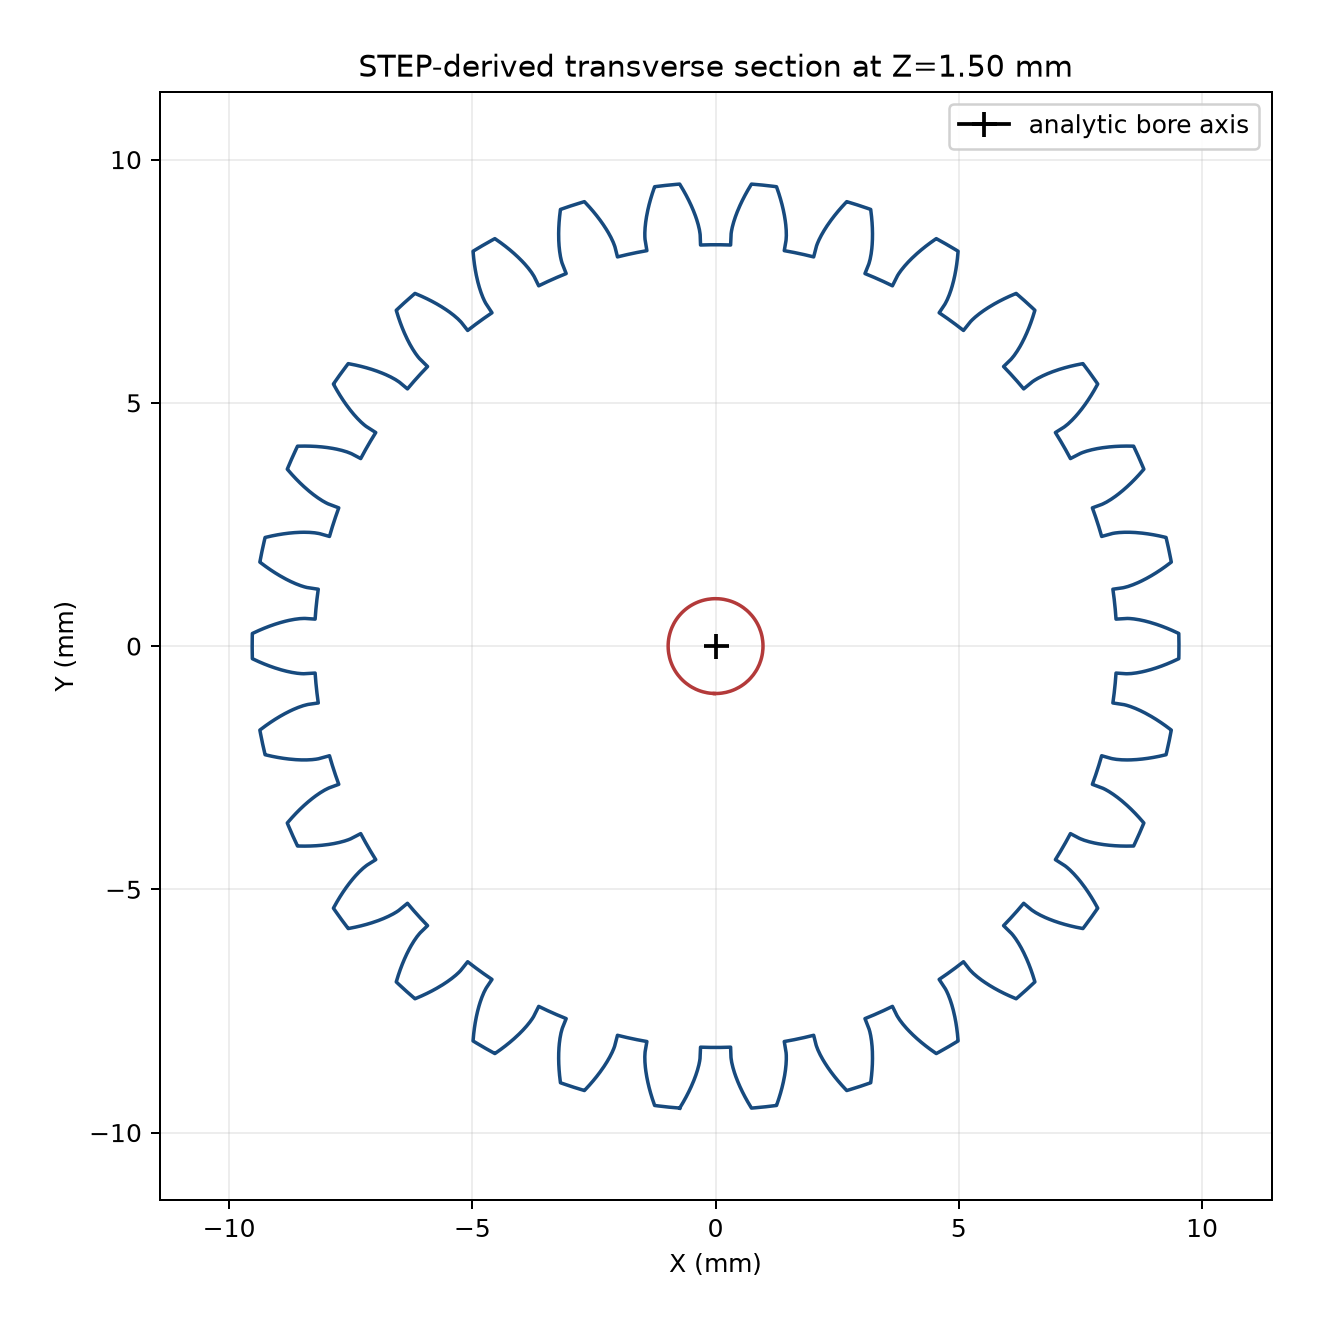 STEP-derived transverse section at Z=1.50 mm
analytic bore axis
10
5
0
−5
−10
Y (mm)
−10 −5 0 5 10
X (mm)